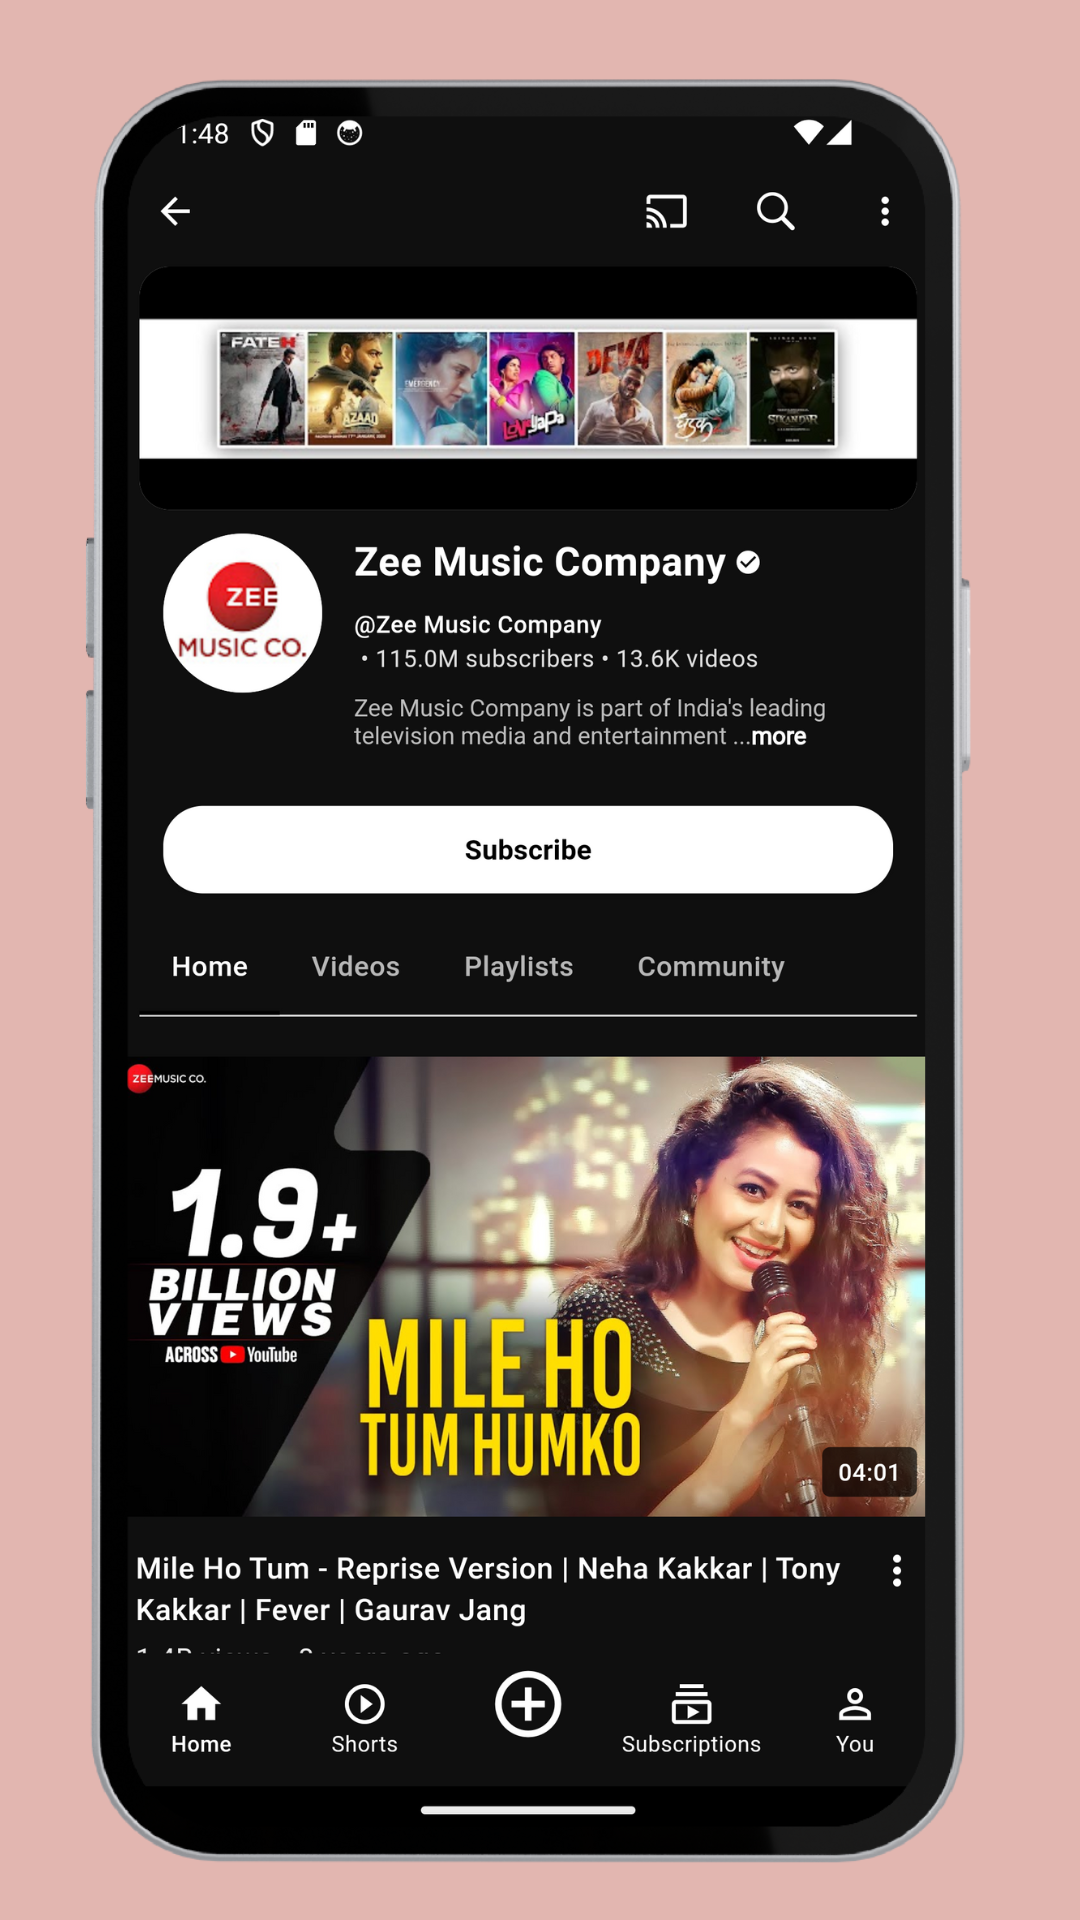 1:48
FATEH
AZAAD
EMERGENCY
LOVEYAPA
DEVA
धड़क 2
SIKANDAR
ZEE
MUSIC CO.
Zee Music Company
@Zee Music Company
• 115.0M subscribers • 13.6K videos
Zee Music Company is part of India's leading
television media and entertainment ...more
Subscribe
Home Videos Playlists Community
ZEE MUSIC CO.
1.9+
BILLION
VIEWS
ACROSS YouTube
MILE HO
TUM HUMKO
04:01
Mile Ho Tum - Reprise Version | Neha Kakkar | Tony
Kakkar | Fever | Gaurav Jang
Home Shorts Subscriptions You